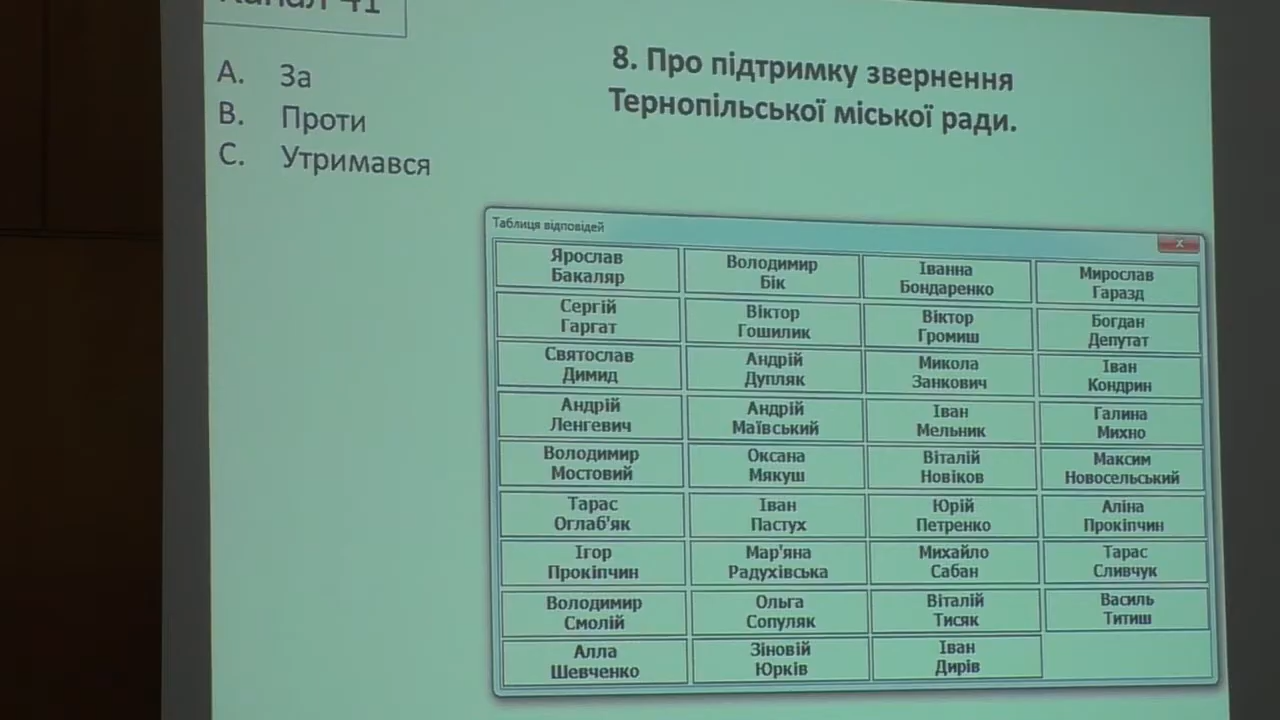 Канал 41
A. За
B. Проти
C. Утримався
8. Про підтримку звернення
Тернопільської міської ради.
Таблиця відповідей
x
Ярослав Бакаляр
Володимир Бік
Іванна Бондаренко
Мирослав Гаразд
Сергій Гаргат
Віктор Гошилик
Віктор Громиш
Богдан Депутат
Святослав Димид
Андрій Дупляк
Микола Занкович
Іван Кондрин
Андрій Ленгевич
Андрій Маївський
Іван Мельник
Галина Михно
Володимир Мостовий
Оксана Мякуш
Віталій Новіков
Максим Новосельський
Тарас Оглаб'як
Іван Пастух
Юрій Петренко
Аліна Прокіпчин
Ігор Прокіпчин
Мар'яна Радухівська
Михайло Сабан
Тарас Сливчук
Володимир Смолій
Ольга Сопуляк
Віталій Тисяк
Василь Титиш
Алла Шевченко
Зіновій Юрків
Іван Дирів